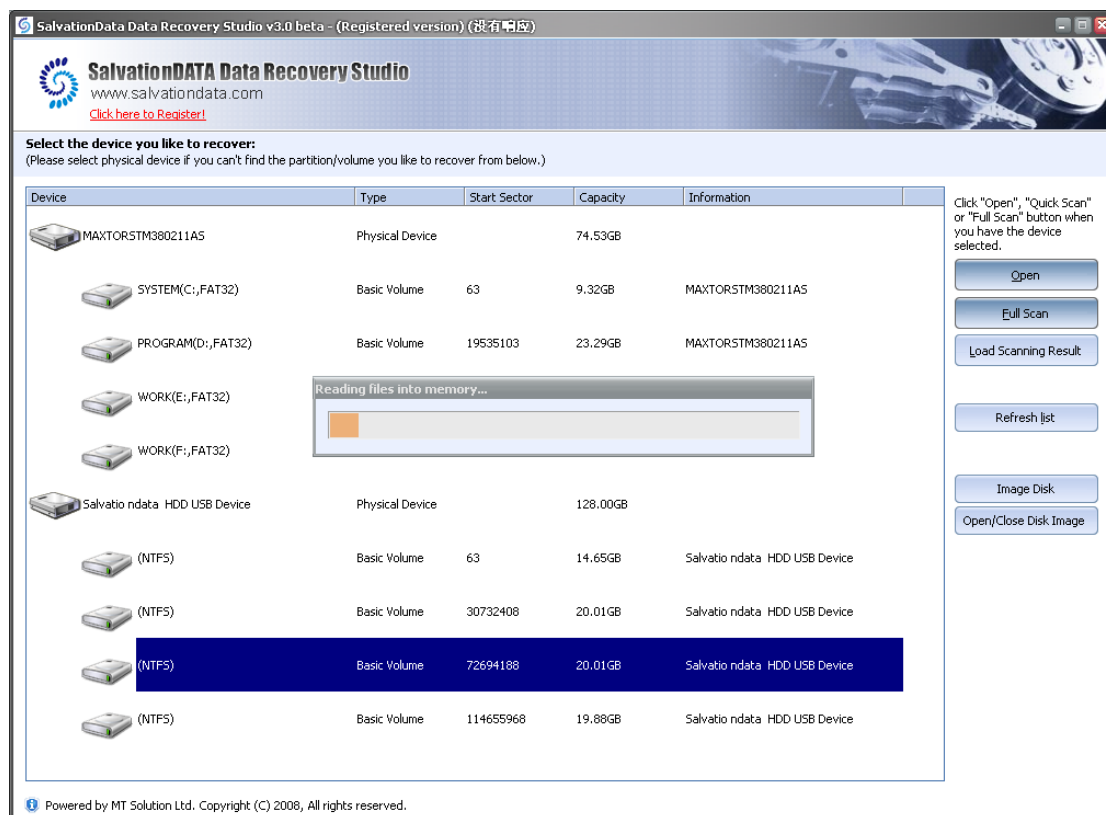 SalvationData Data Recovery Studio v3.0 beta - (Registered version) (没有响应)
SalvationDATA Data Recovery Studio
www.salvationdata.com
Click here to Register!
Select the device you like to recover:
(Please select physical device if you can't find the partition/volume you like to recover from below.)
Device Type Start Sector Capacity Information
MAXTORSTM380211AS Physical Device 74.53GB
SYSTEM(C:,FAT32) Basic Volume 63 9.32GB MAXTORSTM380211AS
PROGRAM(D:,FAT32) Basic Volume 19535103 23.29GB MAXTORSTM380211AS
WORK(E:,FAT32)
WORK(F:,FAT32)
Reading files into memory...
Salvatio ndata HDD USB Device Physical Device 128.00GB
(NTFS) Basic Volume 63 14.65GB Salvatio ndata HDD USB Device
(NTFS) Basic Volume 30732408 20.01GB Salvatio ndata HDD USB Device
(NTFS) Basic Volume 72694188 20.01GB Salvatio ndata HDD USB Device
(NTFS) Basic Volume 114655968 19.88GB Salvatio ndata HDD USB Device
Click "Open", "Quick Scan"
or "Full Scan" button when
you have the device
selected.
Open
Full Scan
Load Scanning Result
Refresh list
Image Disk
Open/Close Disk Image
Powered by MT Solution Ltd. Copyright (C) 2008, All rights reserved.